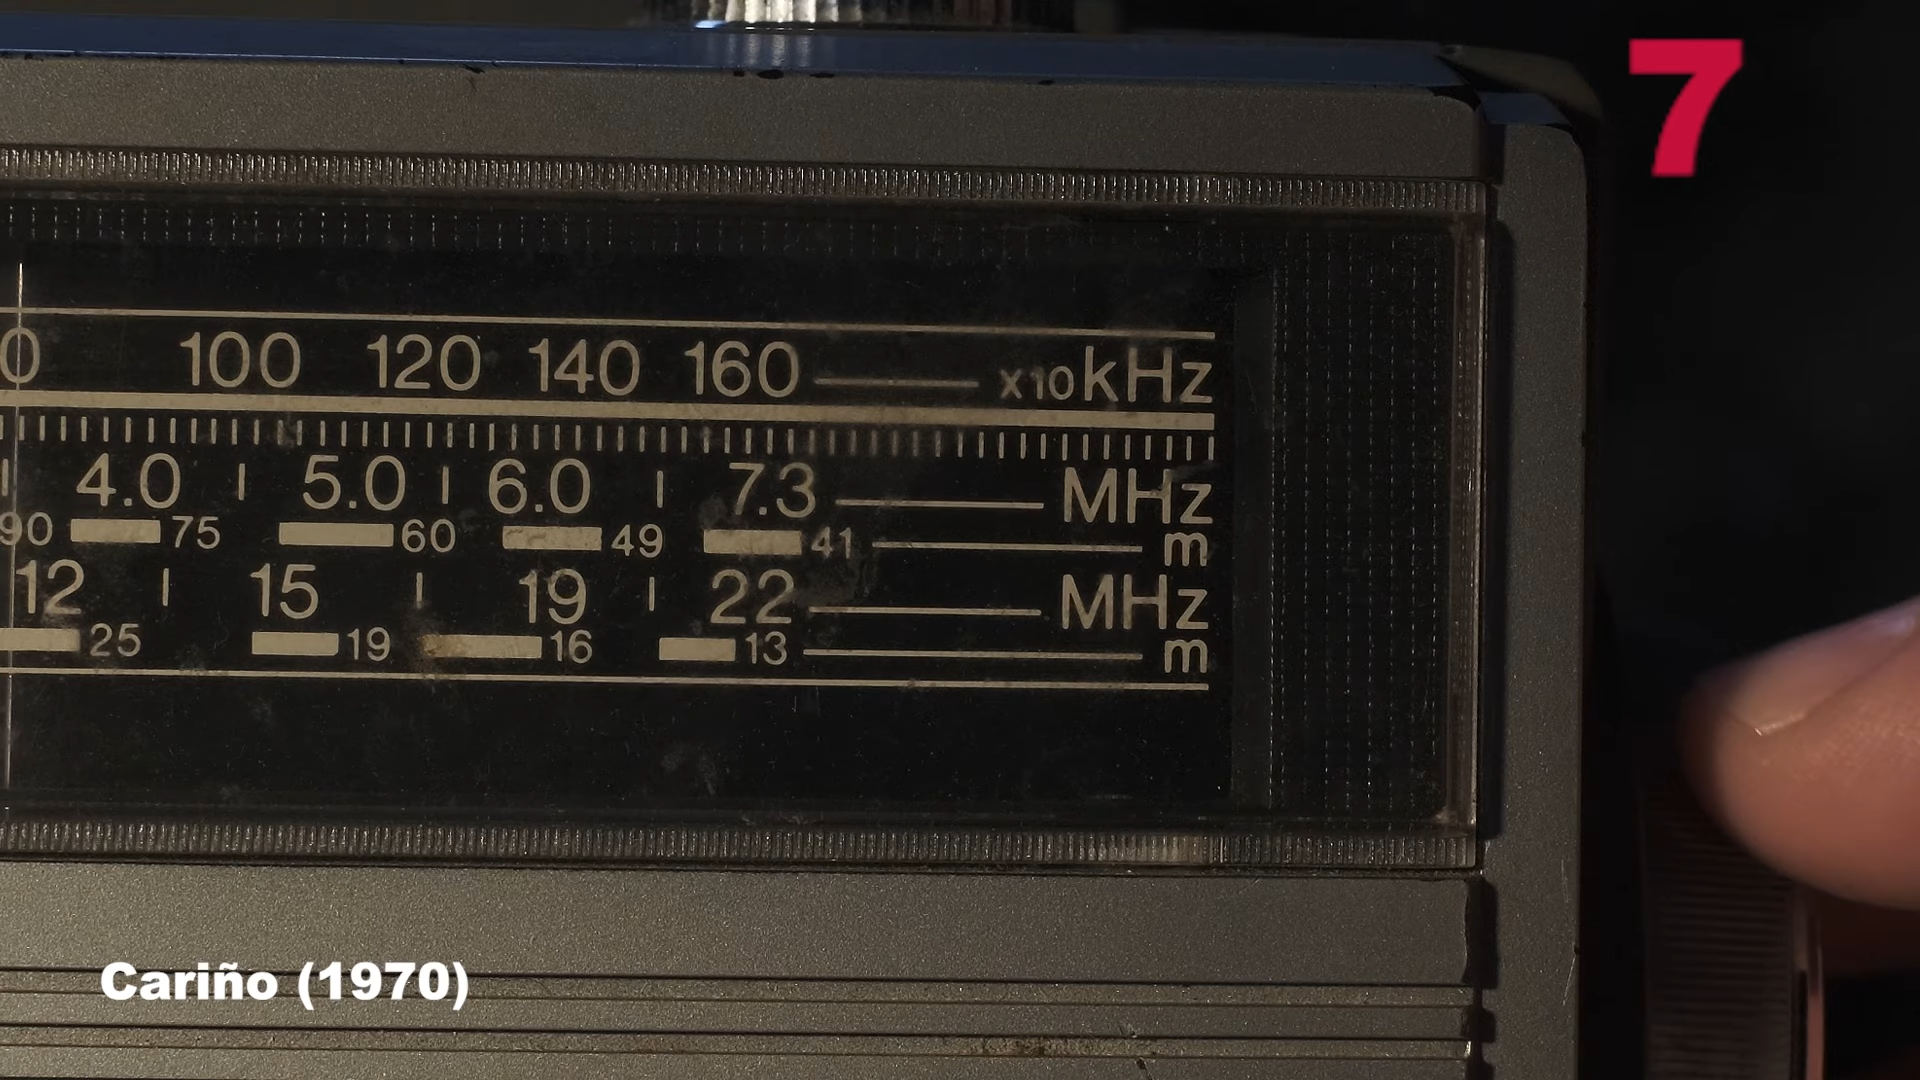 7
0 100 120 140 160 x10 kHz
4.0 5.0 6.0 7.3 MHz
90 75 60 49 41 m
12 15 19 22 MHz
25 19 16 13 m
Cariño (1970)